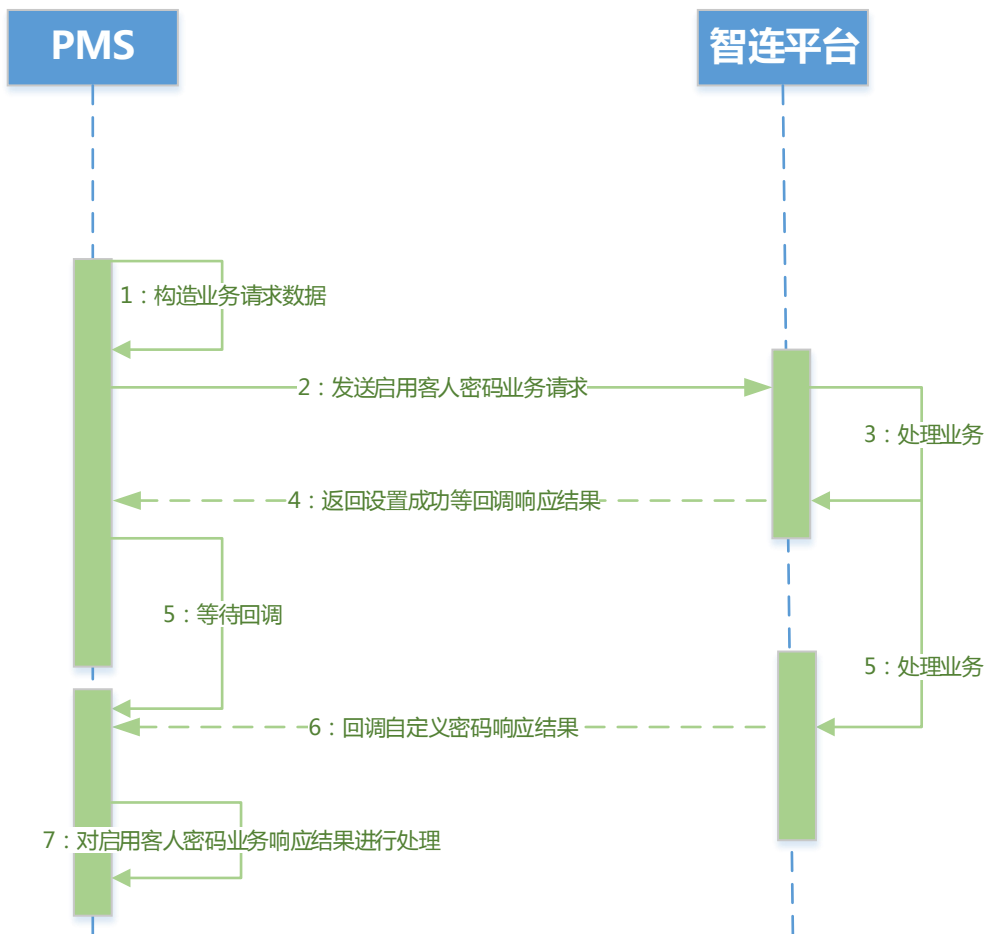 PMS
智连平台
1：构造业务请求数据
2：发送启用客人密码业务请求
3：处理业务
4：返回设置成功等回调响应结果
5：等待回调
5：处理业务
6：回调自定义密码响应结果
7：对启用客人密码业务响应结果进行处理